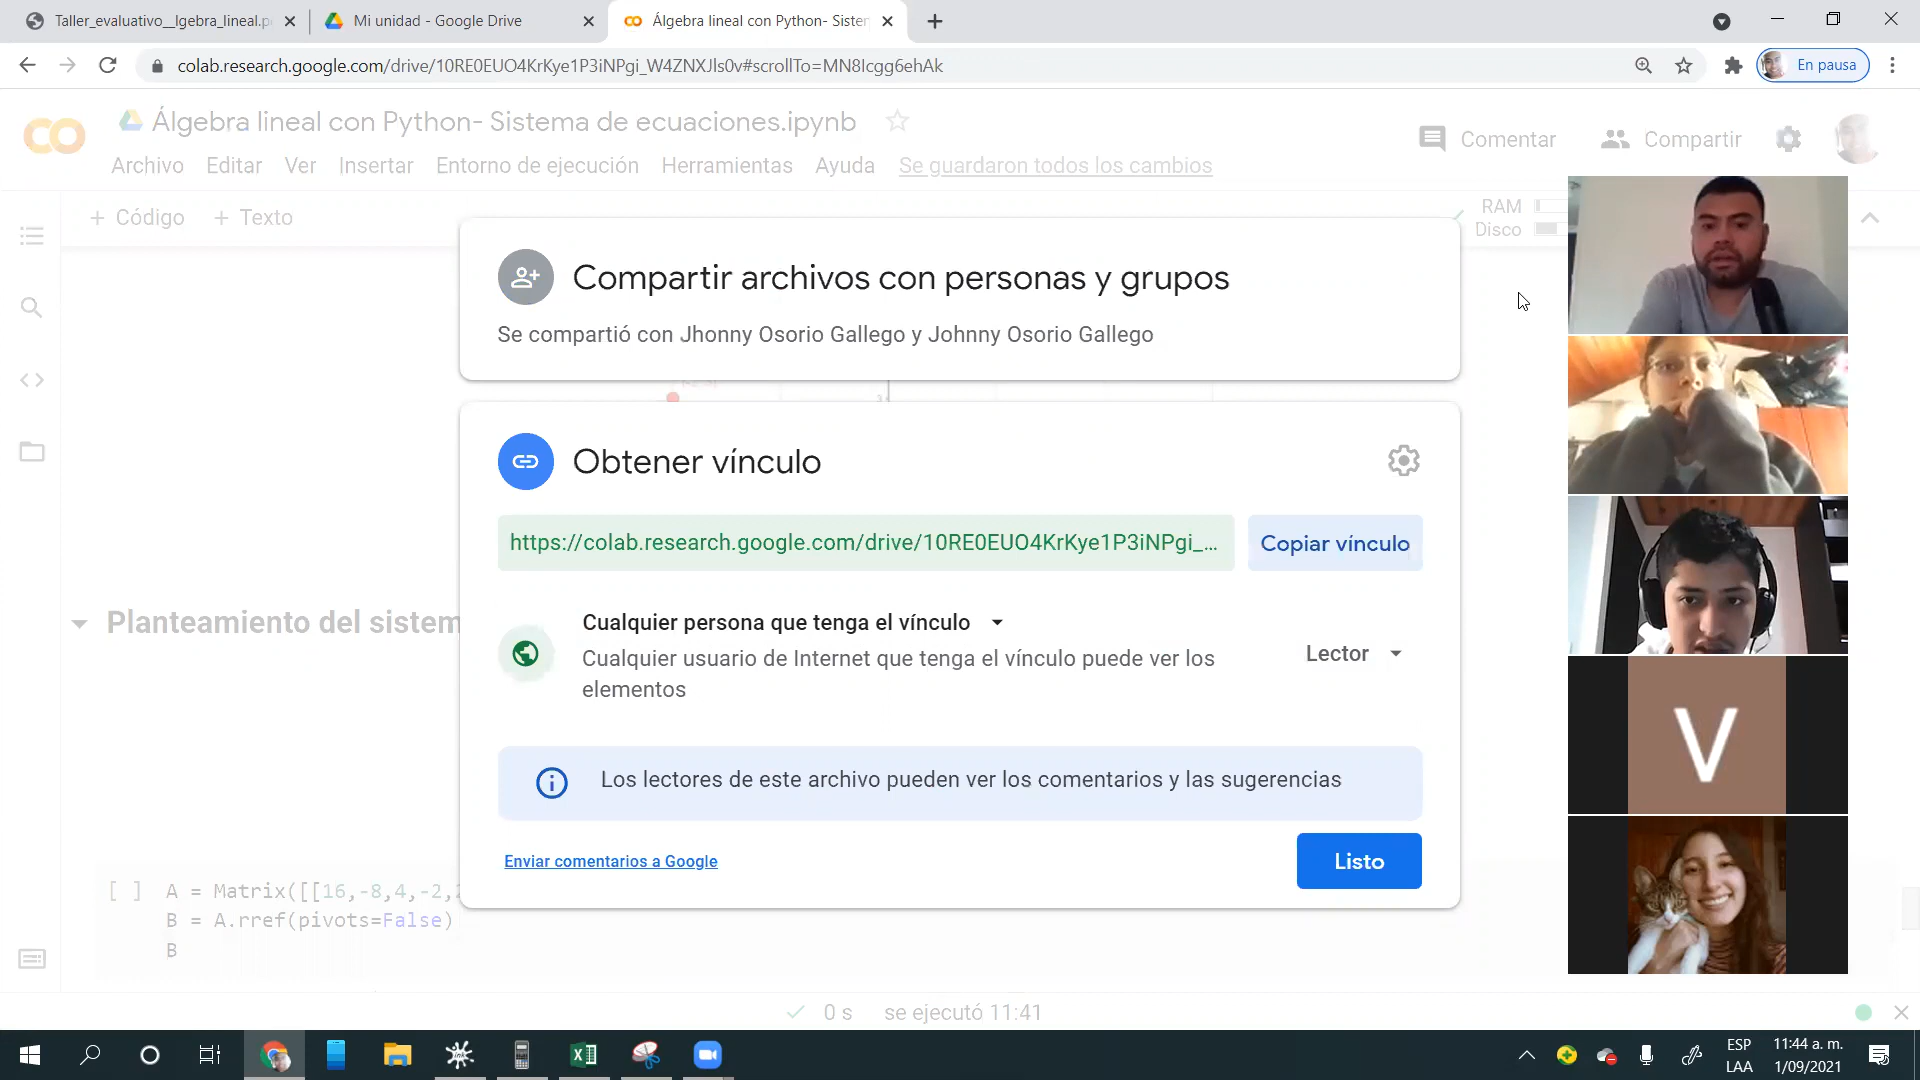 Taller_evaluativo__lgebra_lineal.p
Mi unidad - Google Drive
Álgebra lineal con Python- Sister
colab.research.google.com/drive/10RE0EUO4KrKye1P3iNPgi_W4ZNXJls0v#scrollTo=MN8Icgg6ehAk
En pausa
Álgebra lineal con Python- Sistema de ecuaciones.ipynb
Comentar
Compartir
Archivo Editar Ver Insertar Entorno de ejecución Herramientas Ayuda Se guardaron todos los cambios
+ Código + Texto
RAM
Disco
Compartir archivos con personas y grupos
Se compartió con Jhonny Osorio Gallego y Johnny Osorio Gallego
Obtener vínculo
https://colab.research.google.com/drive/10RE0EUO4KrKye1P3iNPgi_...
Copiar vínculo
Planteamiento del sistem
Cualquier persona que tenga el vínculo
Cualquier usuario de Internet que tenga el vínculo puede ver los
elementos
Lector
V
Los lectores de este archivo pueden ver los comentarios y las sugerencias
Enviar comentarios a Google
Listo
[ ] A = Matrix([[16,-8,4,-2,2
B = A.rref(pivots=False)
B
0 s se ejecutó 11:41
ESP
LAA
11:44 a. m.
1/09/2021